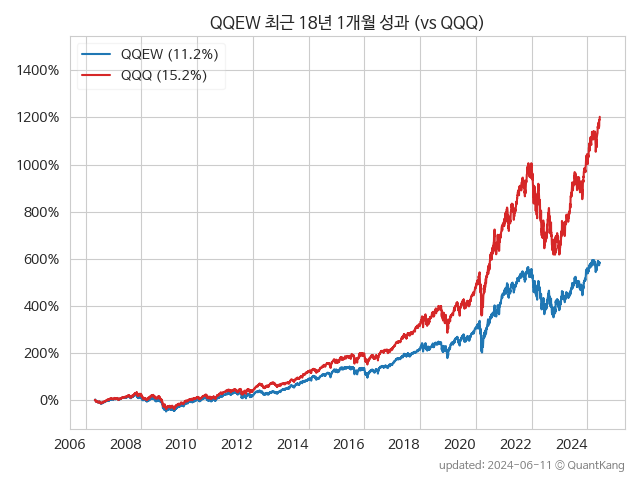 QQEW 최근 18년 1개월 성과 (vs QQQ)
QQEW (11.2%)
QQQ (15.2%)
1400%
1200%
1000%
800%
600%
400%
200%
0%
2006 2008 2010 2012 2014 2016 2018 2020 2022 2024
updated: 2024-06-11 © QuantKang